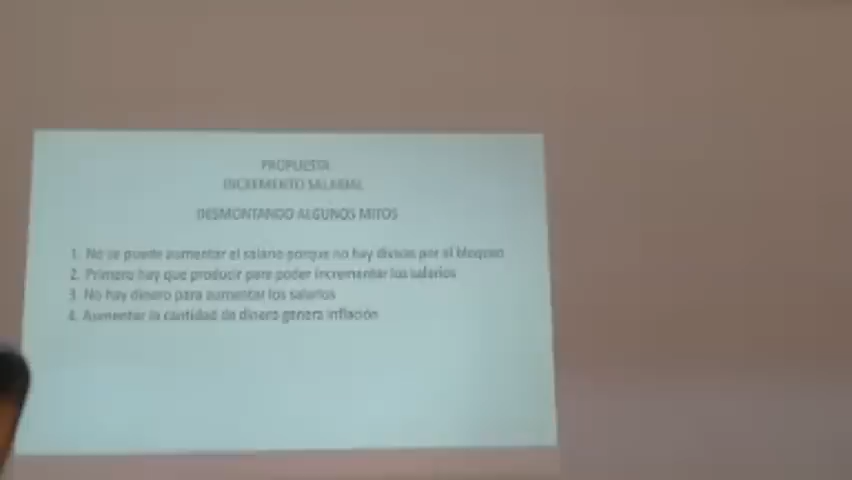 PROPUESTA
INCREMENTO SALARIAL
DESMONTANDO ALGUNOS MITOS
1. No se puede aumentar el salario porque no hay divisas por el bloqueo
2. Primero hay que producir para poder incrementar los salarios
3. No hay dinero para aumentar los salarios
4. Aumentar la cantidad de dinero genera inflación